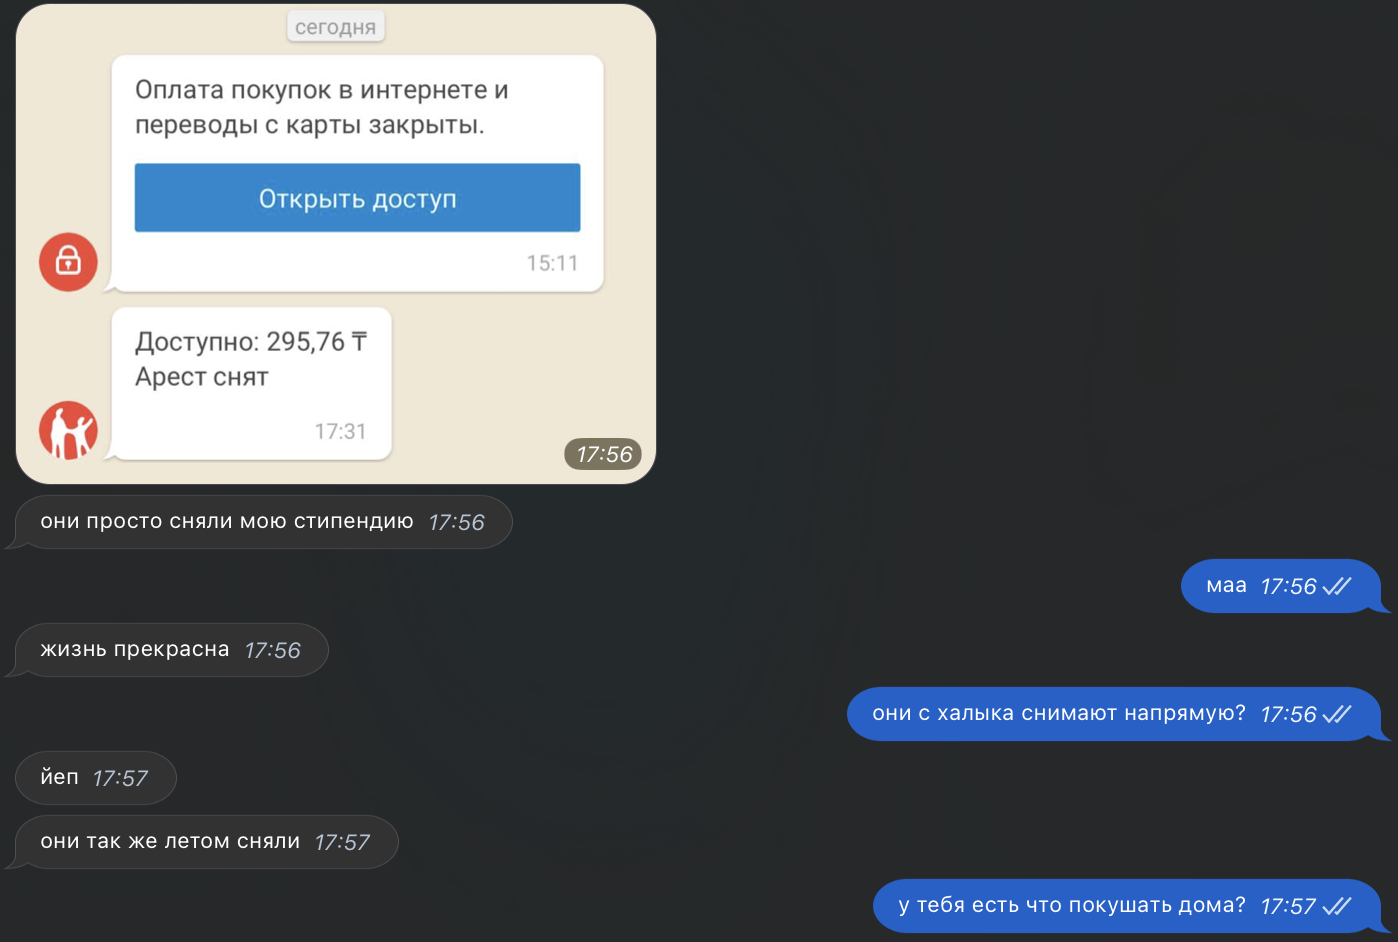 сегодня
Оплата покупок в интернете и
переводы с карты закрыты.
Открыть доступ
15:11
Доступно: 295,76 ₸
Арест снят
17:31
17:56
они просто сняли мою стипендию 17:56
маа 17:56
жизнь прекрасна 17:56
они с халыка снимают напрямую? 17:56
йеп 17:57
они так же летом сняли 17:57
у тебя есть что покушать дома? 17:57